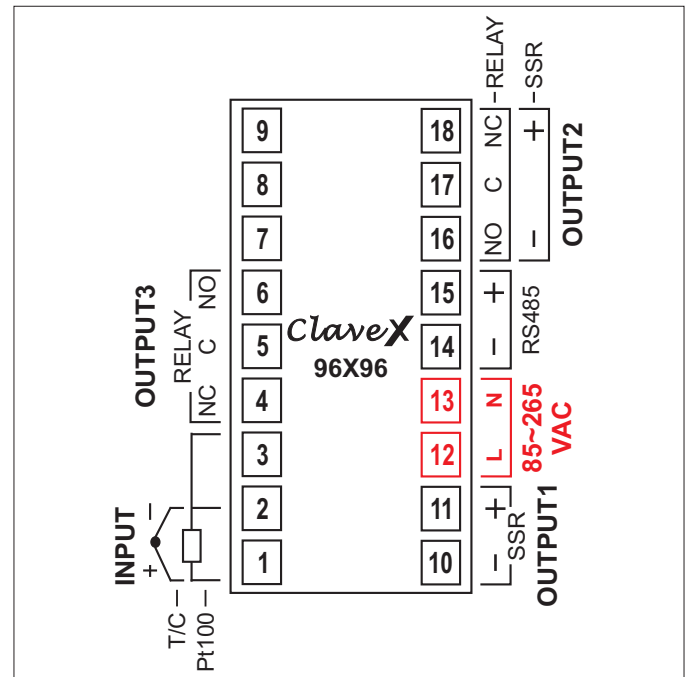 OUTPUT3
RELAY
NC C NO
INPUT
+ −
T/C −
Pt100 −
9
8
7
6
5
4
3
2
1
ClaveX
96X96
18
17
16
15
14
13
12
11
10
NO C NC − RELAY
− + − SSR
OUTPUT2
− +
RS485
L N
85~265
VAC
− +
SSR
OUTPUT1